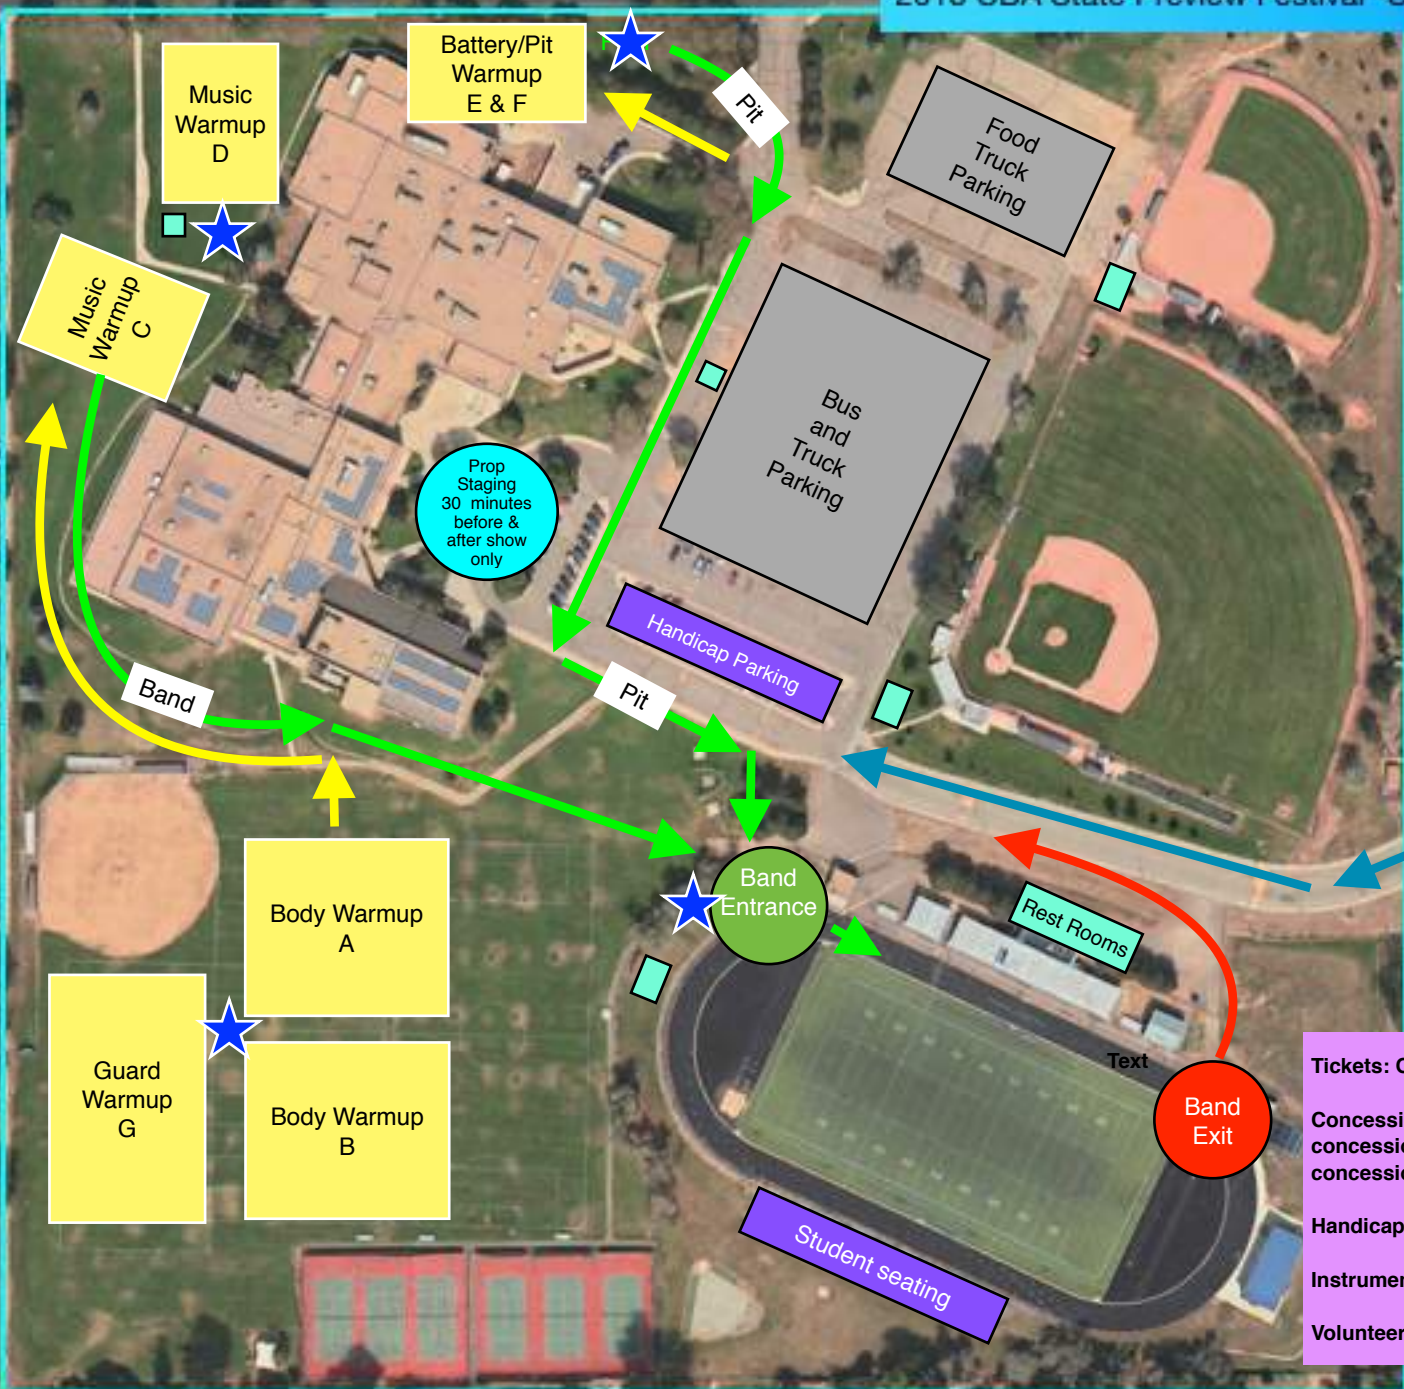 Battery/Pit
Warmup
E & F
Music
Warmup
D
Pit
Food
Truck
Parking
Music
Warmup
C
Bus
and
Truck
Parking
Prop
Staging
30 minutes
before &
after show
only
Handicap Parking
Pit
Band
Band
Entrance
Body Warmup
A
Rest Rooms
Guard
Warmup
G
Body Warmup
B
Text
Band
Exit
Student seating
Tickets:
Handicap